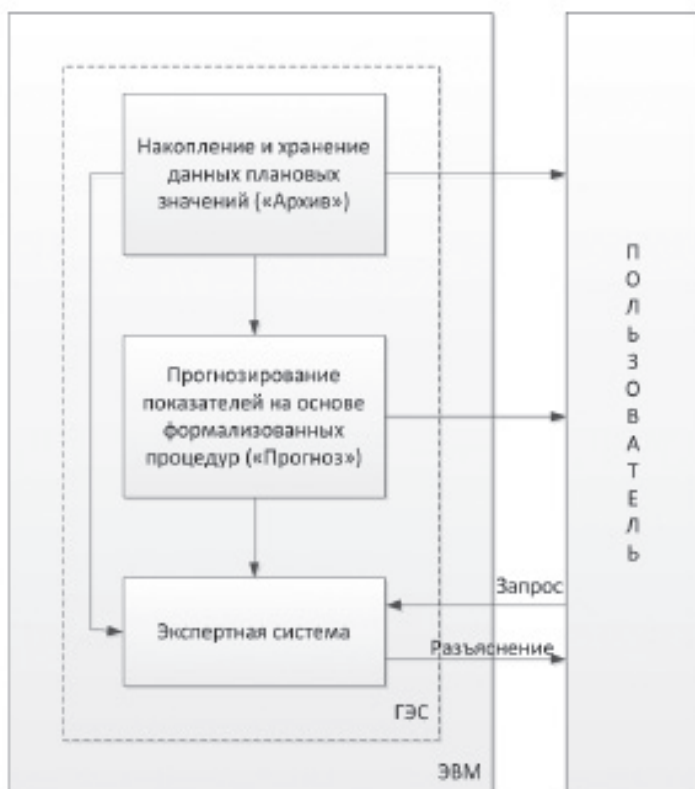 Накопление и хранение
данных плановых
значений («Архив»)
Прогнозирование
показателей на основе
формализованных
процедур («Прогноз»)
Экспертная система
ГЭС
ЭВМ
Запрос
Разъяснение
ПОЛЬЗОВАТЕЛЬ